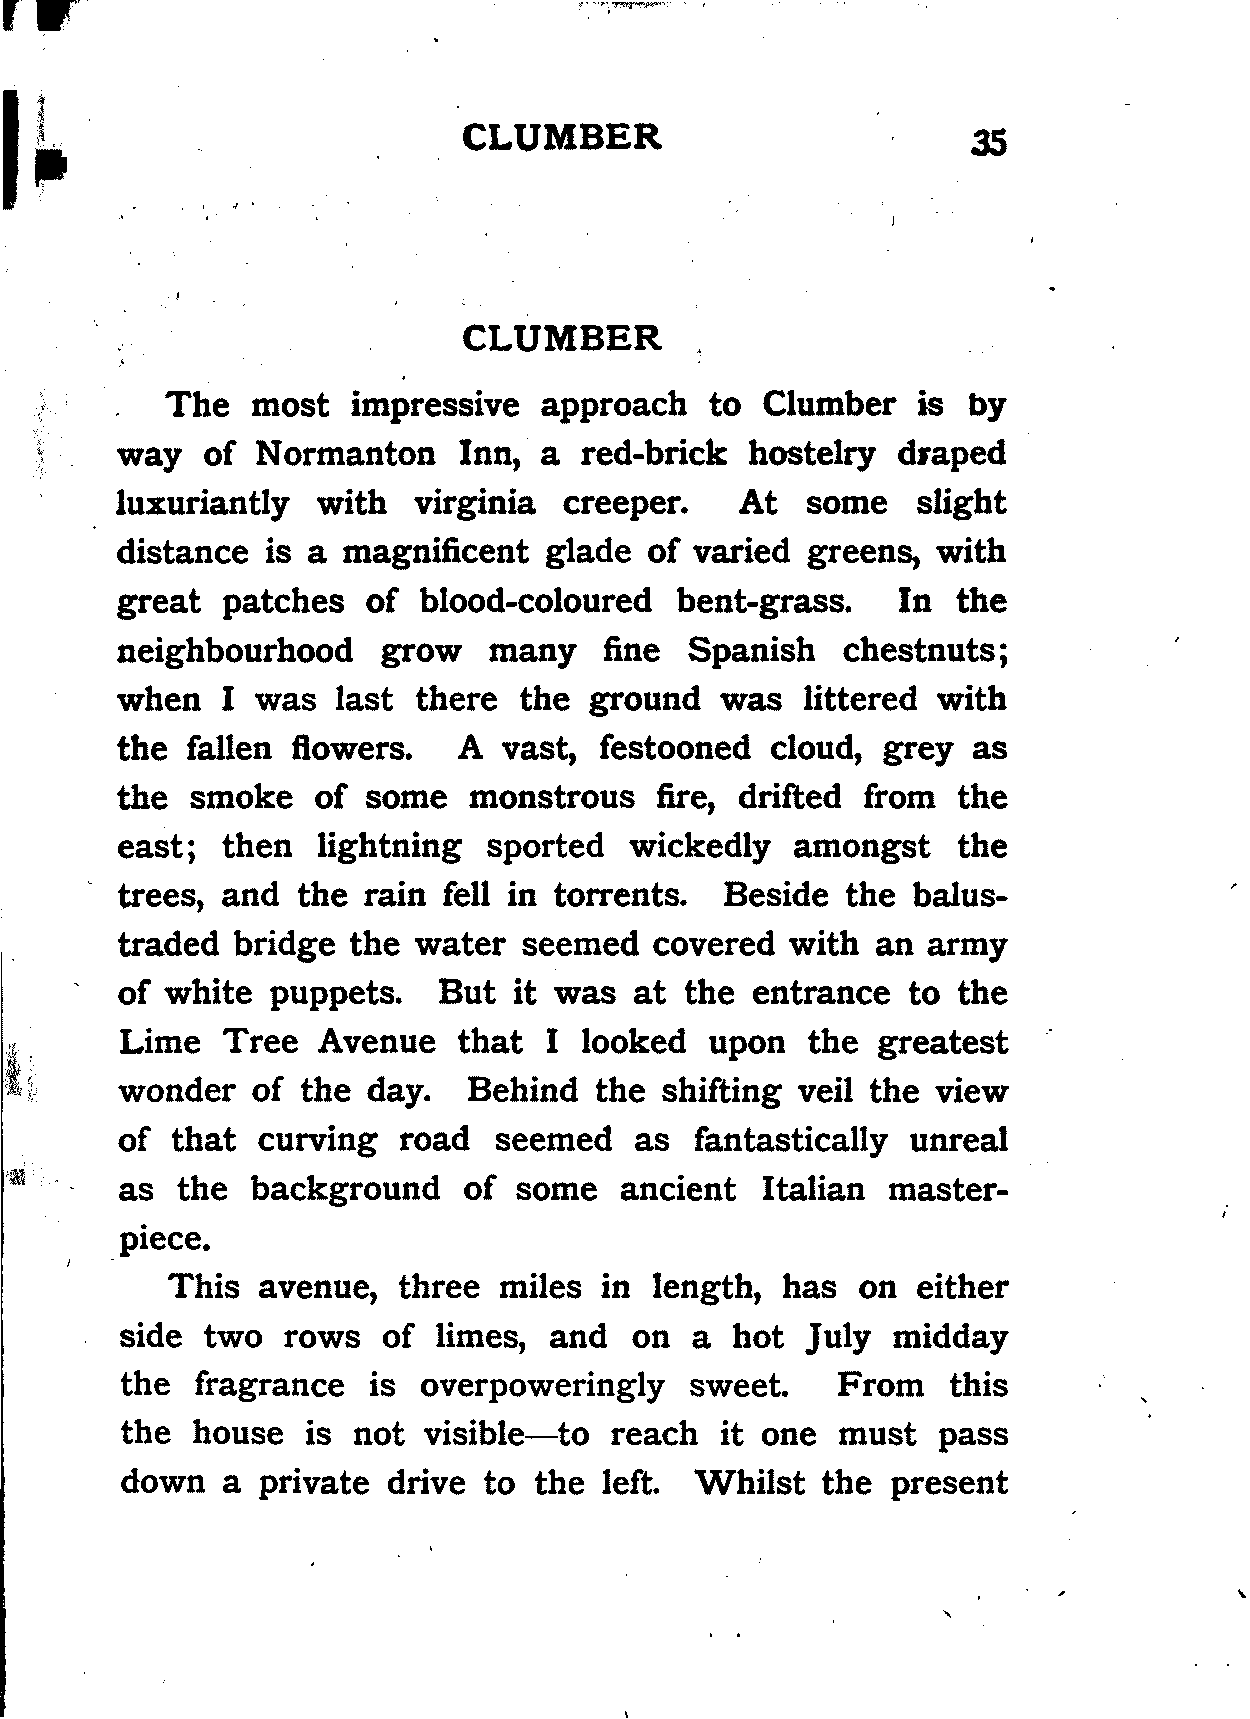 CLUMBER 35
CLUMBER
The most impressive approach to Clumber is by
way of Normanton Inn, a red-brick hostelry draped
luxuriantly with virginia creeper. At some slight
distance is a magnificent glade of varied greens, with
great patches of blood-coloured bent-grass. In the
neighbourhood grow many fine Spanish chestnuts;
when I was last there the ground was littered with
the fallen flowers. A vast, festooned cloud, grey as
the smoke of some monstrous fire, drifted from the
east; then lightning sported wickedly amongst the
trees, and the rain fell in torrents. Beside the balus-
traded bridge the water seemed covered with an army
of white puppets. But it was at the entrance to the
Lime Tree Avenue that I looked upon the greatest
wonder of the day. Behind the shifting veil the view
of that curving road seemed as fantastically unreal
as the background of some ancient Italian master-
piece.
This avenue, three miles in length, has on either
side two rows of limes, and on a hot July midday
the fragrance is overpoweringly sweet. From this
the house is not visible—to reach it one must pass
down a private drive to the left. Whilst the present